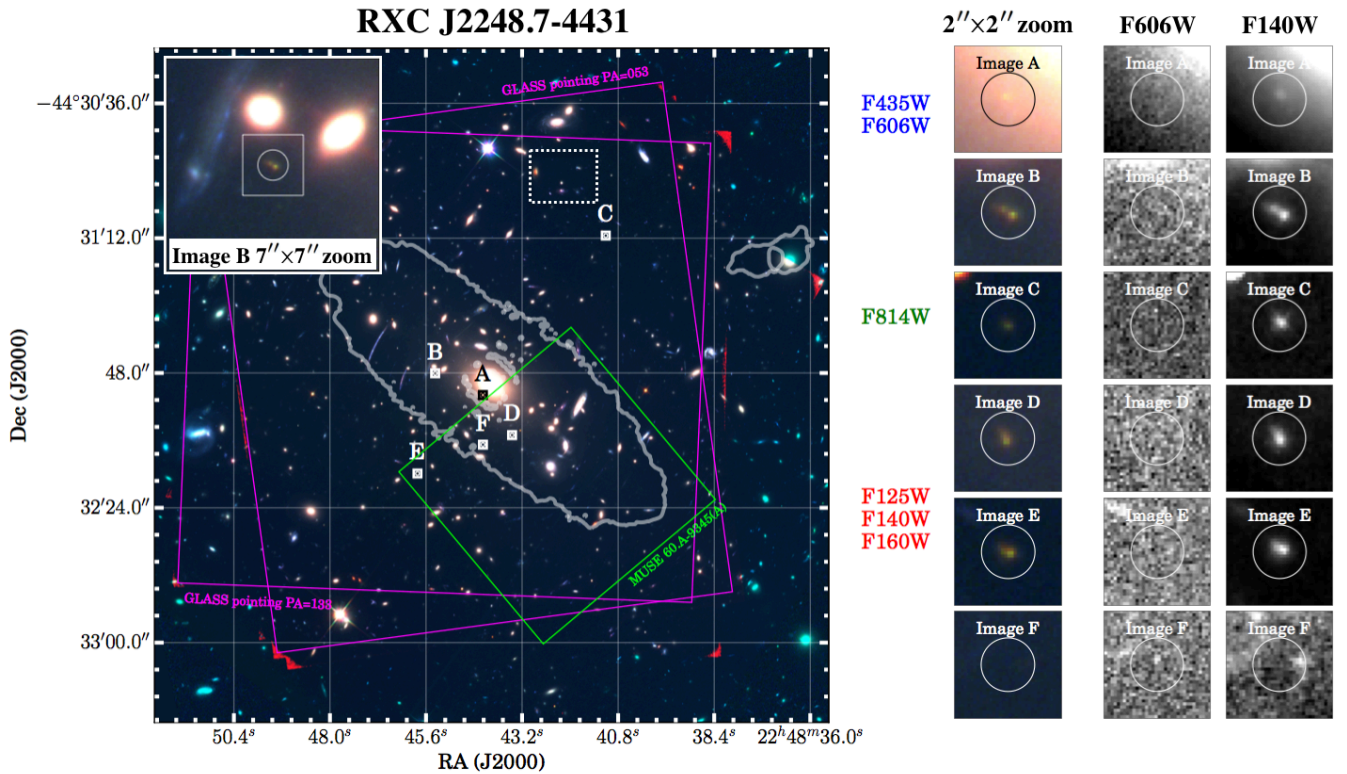 RXC J2248.7-4431
2′′×2′′ zoom
F606W
F140W
GLASS pointing PA=053
Image B 7′′×7′′ zoom
GLASS pointing PA=133
MUSE 60.A-9345(A)
A
B
C
D
E
F
−44°30′36.0′′
31′12.0′′
48.0′′
32′24.0′′
33′00.0′′
Dec (J2000)
50.4ˢ
48.0ˢ
45.6ˢ
43.2ˢ
40.8ˢ
38.4ˢ
22ʰ48ᵐ36.0ˢ
RA (J2000)
F435W
F606W
F814W
F125W
F140W
F160W
Image A
Image A
Image A
Image B
Image B
Image B
Image C
Image C
Image C
Image D
Image D
Image D
Image E
Image E
Image E
Image F
Image F
Image F